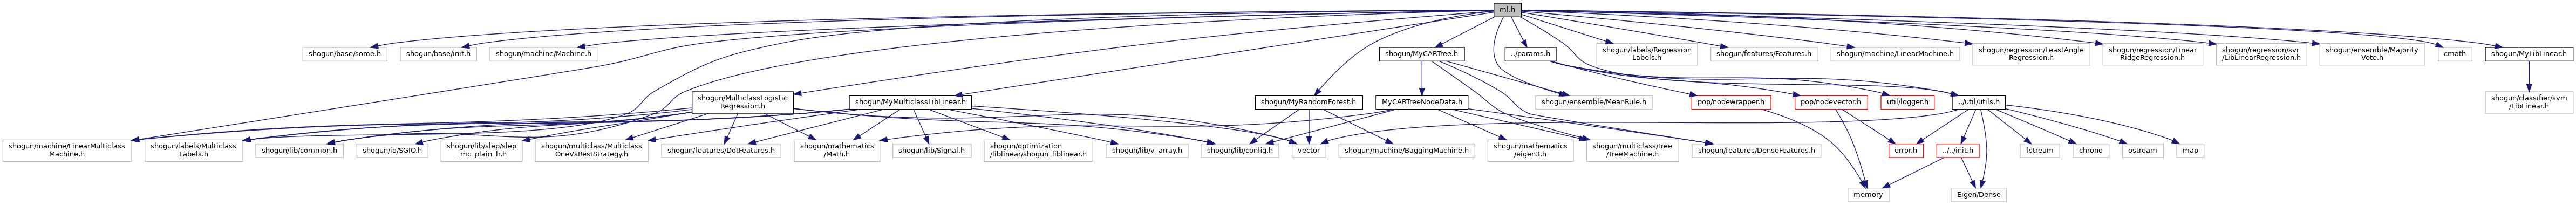 ml.h
shogun/base/some.h
shogun/base/init.h
shogun/machine/Machine.h
shogun/MyCARTree.h
../params.h
shogun/labels/Regression
Labels.h
shogun/features/Features.h
shogun/machine/LinearMachine.h
shogun/regression/LeastAngle
Regression.h
shogun/regression/Linear
RidgeRegression.h
shogun/regression/svr
/LibLinearRegression.h
shogun/ensemble/Majority
Vote.h
cmath
shogun/MyLibLinear.h
shogun/MulticlassLogistic
Regression.h
shogun/MyMulticlassLibLinear.h
shogun/MyRandomForest.h
MyCARTreeNodeData.h
shogun/ensemble/MeanRule.h
pop/nodewrapper.h
pop/nodevector.h
util/logger.h
../util/utils.h
shogun/classifier/svm
/LibLinear.h
shogun/machine/LinearMulticlass
Machine.h
shogun/labels/Multiclass
Labels.h
shogun/lib/common.h
shogun/io/SGIO.h
shogun/lib/slep/slep
_mc_plain_lr.h
shogun/multiclass/Multiclass
OneVsRestStrategy.h
shogun/features/DotFeatures.h
shogun/mathematics
/Math.h
shogun/lib/Signal.h
shogun/optimization
/liblinear/shogun_liblinear.h
shogun/lib/v_array.h
shogun/lib/config.h
vector
shogun/machine/BaggingMachine.h
shogun/mathematics
/eigen3.h
shogun/multiclass/tree
/TreeMachine.h
shogun/features/DenseFeatures.h
error.h
../../init.h
fstream
chrono
ostream
map
memory
Eigen/Dense